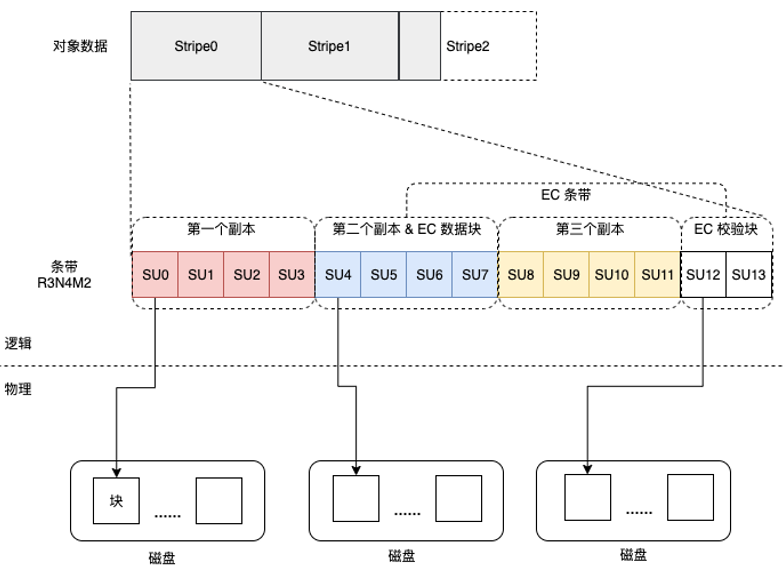 对象数据
Stripe0
Stripe1
Stripe2
EC 条带
第一个副本
第二个副本 & EC 数据块
第三个副本
EC 校验块
条带
R3N4M2
SU0 SU1 SU2 SU3 SU4 SU5 SU6 SU7 SU8 SU9 SU10 SU11 SU12 SU13
逻辑
物理
块
......
......
......
磁盘
磁盘
磁盘